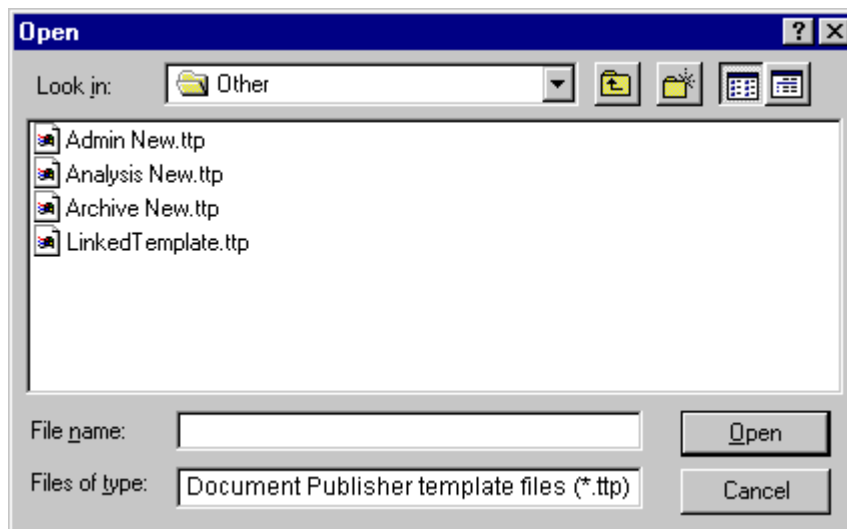 Open
Look in: Other
Admin New.ttp
Analysis New.ttp
Archive New.ttp
LinkedTemplate.ttp
File name: Open
Files of type: Document Publisher template files (*.ttp) Cancel